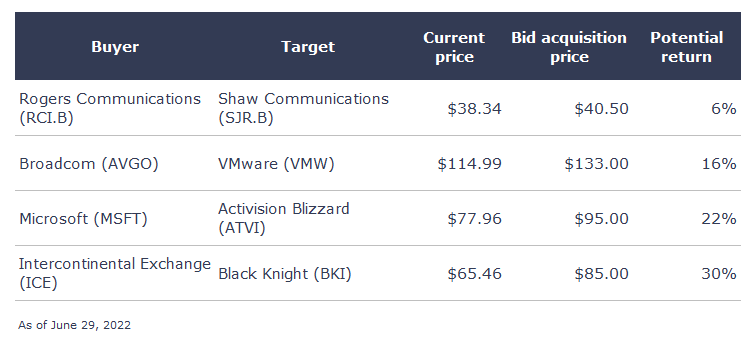 Buyer Target Current price Bid acquisition price Potential return
Rogers Communications (RCI.B) Shaw Communications (SJR.B) $38.34 $40.50 6%
Broadcom (AVGO) VMware (VMW) $114.99 $133.00 16%
Microsoft (MSFT) Activision Blizzard (ATVI) $77.96 $95.00 22%
Intercontinental Exchange (ICE) Black Knight (BKI) $65.46 $85.00 30%
As of June 29, 2022